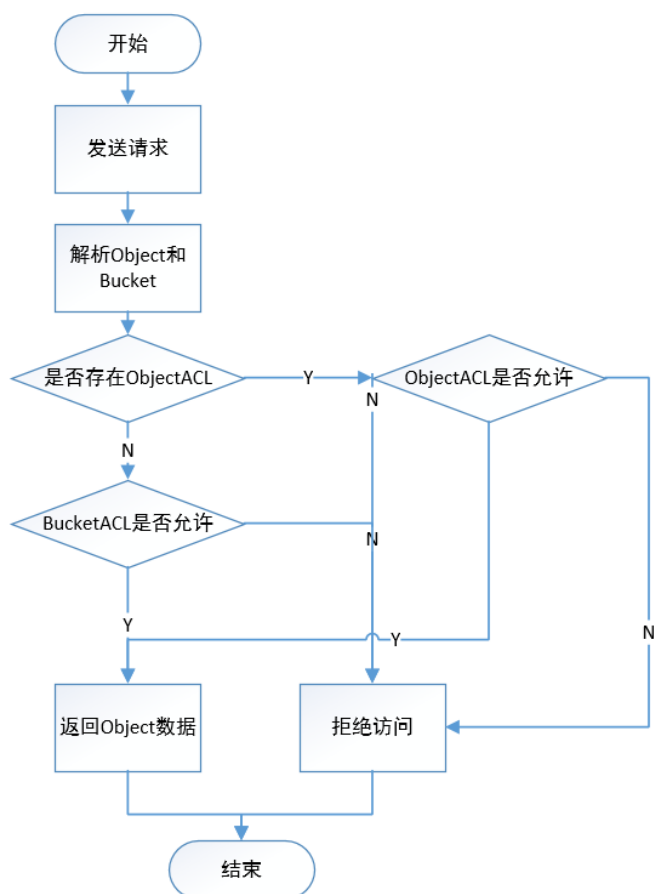 开始
发送请求
解析Object和
Bucket
是否存在ObjectACL
Y
ObjectACL是否允许
N
N
BucketACL是否允许
N
Y
Y
N
返回Object数据
拒绝访问
结束